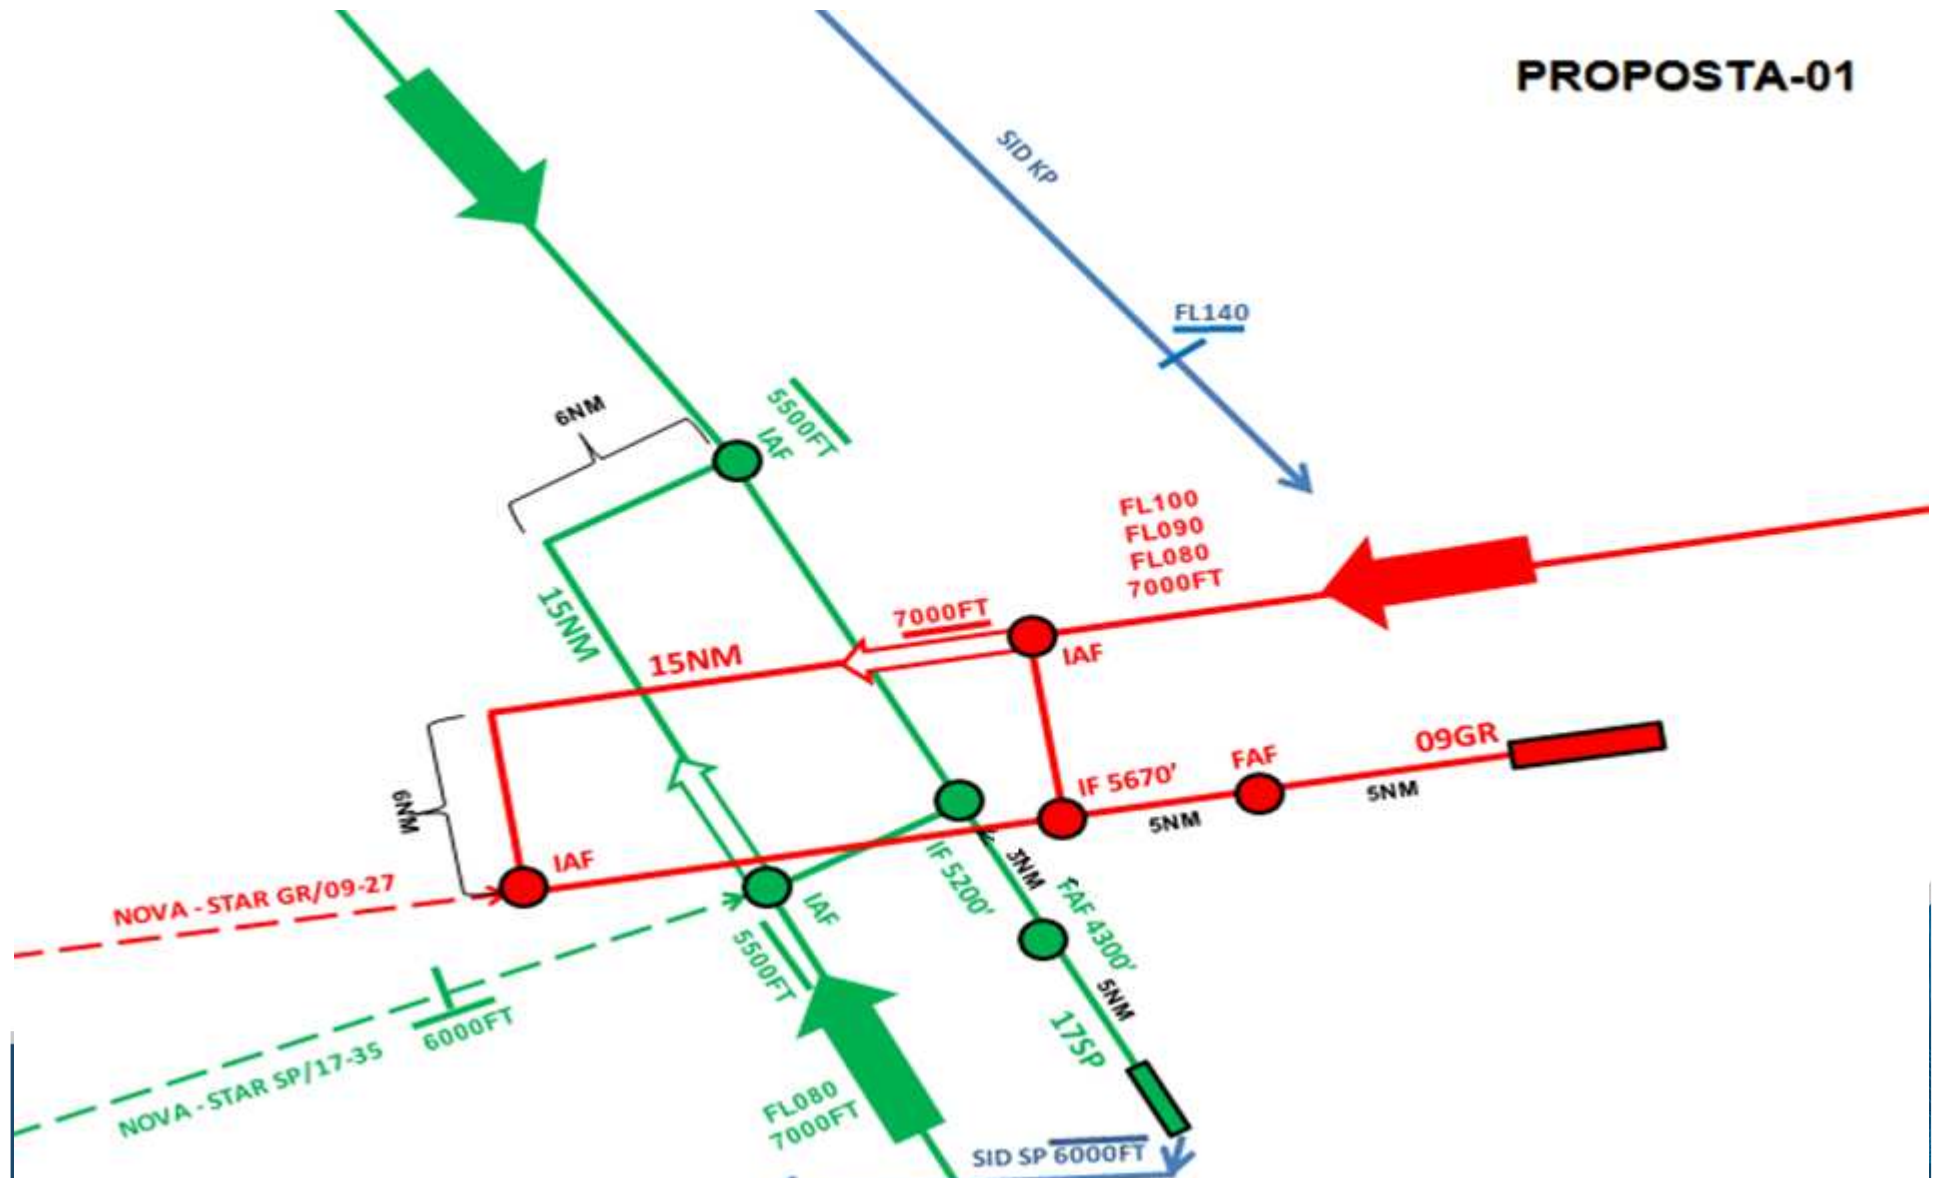 PROPOSTA-01
SID KP
FL140
6NM
5500FT
IAF
FL100
FL090
FL080
7000FT
7000FT
IAF
15NM
15NM
09GR
FAF
IF 5670'
5NM
5NM
6NM
IAF
NOVA - STAR GR/09-27
IF 5200'
3NM
FAF 4300'
IAF
5500FT
5NM
17SP
6000FT
NOVA - STAR SP/17-35
FL080
7000FT
SID SP 6000FT